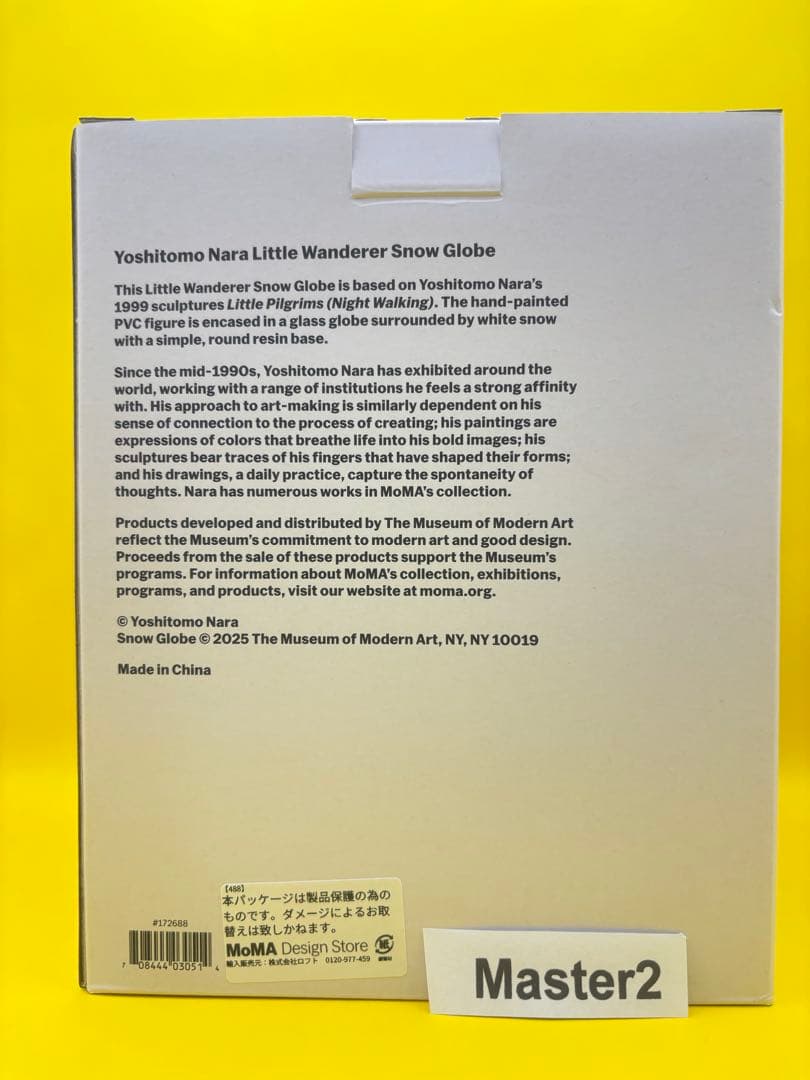 Yoshitomo Nara Little Wanderer Snow Globe
This Little Wanderer Snow Globe is based on Yoshitomo Nara's
1999 sculptures Little Pilgrims (Night Walking). The hand-painted
PVC figure is encased in a glass globe surrounded by white snow
with a simple, round resin base.
Since the mid-1990s, Yoshitomo Nara has exhibited around the
world, working with a range of institutions he feels a strong affinity
with. His approach to art-making is similarly dependent on his
sense of connection to the process of creating; his paintings are
expressions of colors that breathe life into his bold images; his
sculptures bear traces of his fingers that have shaped their forms;
and his drawings, a daily practice, capture the spontaneity of
thoughts. Nara has numerous works in MoMA's collection.
Products developed and distributed by The Museum of Modern Art
reflect the Museum's commitment to modern art and good design.
Proceeds from the sale of these products support the Museum's
programs. For information about MoMA's collection, exhibitions,
programs, and products, visit our website at moma.org.
© Yoshitomo Nara
Snow Globe © 2025 The Museum of Modern Art, NY, NY 10019
Made in China
#172688
7 08444 03051 4
【488】
本パッケージは製品保護の為の
ものです。ダメージによるお取
替えは致しかねます。
MoMA Design Store
輸入販売元：株式会社ロフト 0120-977-459
Master2